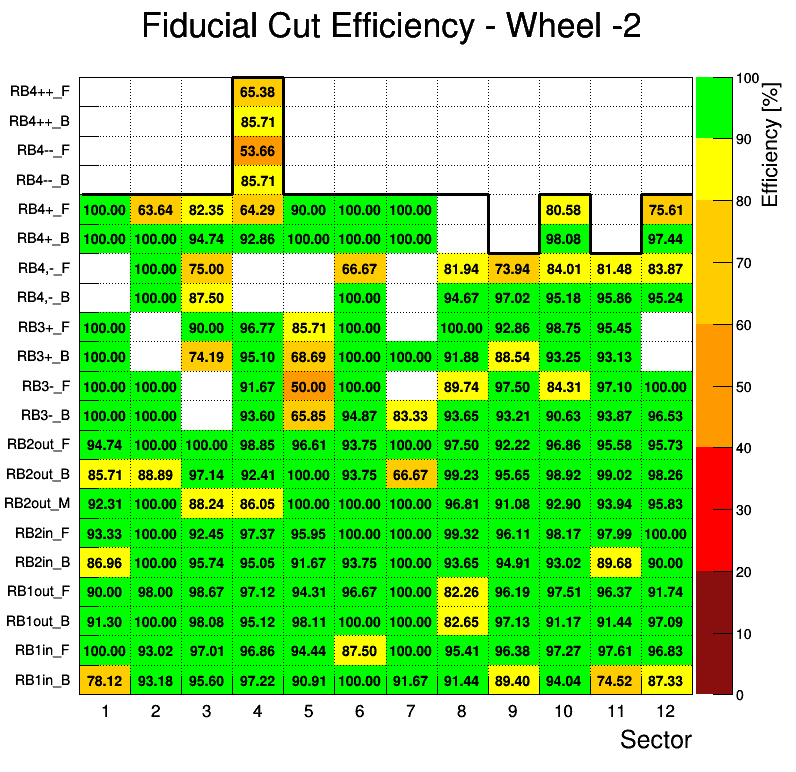 Fiducial Cut Efficiency - Wheel -2
RB4++_F 65.38
RB4++_B 85.71
RB4--_F 53.66
RB4--_B 85.71
RB4+_F 100.00 63.64 82.35 64.29 90.00 100.00 100.00 80.58 75.61
RB4+_B 100.00 100.00 94.74 92.86 100.00 100.00 100.00 98.08 97.44
RB4,-_F 100.00 75.00 66.67 81.94 73.94 84.01 81.48 83.87
RB4,-_B 100.00 87.50 100.00 94.67 97.02 95.18 95.86 95.24
RB3+_F 100.00 90.00 96.77 85.71 100.00 100.00 92.86 98.75 95.45
RB3+_B 100.00 74.19 95.10 68.69 100.00 100.00 91.88 88.54 93.25 93.13
RB3-_F 100.00 100.00 91.67 50.00 100.00 89.74 97.50 84.31 97.10 100.00
RB3-_B 100.00 100.00 93.60 65.85 94.87 83.33 93.65 93.21 90.63 93.87 96.53
RB2out_F 94.74 100.00 100.00 98.85 96.61 93.75 100.00 97.50 92.22 96.86 95.58 95.73
RB2out_B 85.71 88.89 97.14 92.41 100.00 93.75 66.67 99.23 95.65 98.92 99.02 98.26
RB2out_M 92.31 100.00 88.24 86.05 100.00 100.00 100.00 96.81 91.08 92.90 93.94 95.83
RB2in_F 93.33 100.00 92.45 97.37 95.95 100.00 100.00 99.32 96.11 98.17 97.99 100.00
RB2in_B 86.96 100.00 95.74 95.05 91.67 93.75 100.00 93.65 94.91 93.02 89.68 90.00
RB1out_F 90.00 98.00 98.67 97.12 94.31 96.67 100.00 82.26 96.19 97.51 96.37 91.74
RB1out_B 91.30 100.00 98.08 95.12 98.11 100.00 100.00 82.65 97.13 91.17 91.44 97.09
RB1in_F 100.00 93.02 97.01 96.86 94.44 87.50 100.00 95.41 96.38 97.27 97.61 96.83
RB1in_B 78.12 93.18 95.60 97.22 90.91 100.00 91.67 91.44 89.40 94.04 74.52 87.33
1 2 3 4 5 6 7 8 9 10 11 12
Sector
100
90
80
70
60
50
40
30
20
10
0
Efficiency [%]